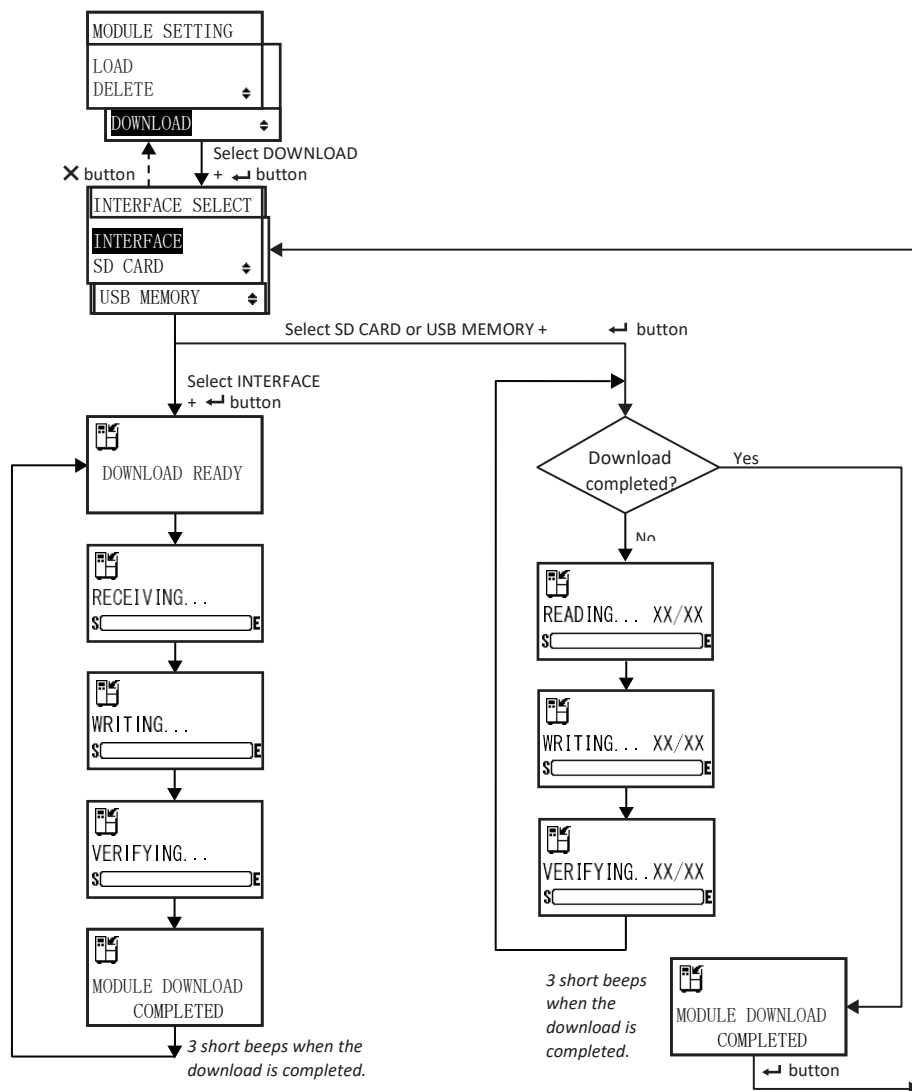 MODULE SETTING
LOAD
DELETE
DOWNLOAD
Select DOWNLOAD
+ ↵ button
✕ button
INTERFACE SELECT
INTERFACE
SD CARD
USB MEMORY
Select SD CARD or USB MEMORY + ↵ button
Select INTERFACE
+ ↵ button
DOWNLOAD READY
RECEIVING...
S E
WRITING...
S E
VERIFYING...
S E
MODULE DOWNLOAD
COMPLETED
3 short beeps when the
download is completed.
Download
completed?
Yes
No
READING... XX/XX
S E
WRITING... XX/XX
S E
VERIFYING..XX/XX
S E
3 short beeps
when the
download is
completed.
MODULE DOWNLOAD
COMPLETED
↵ button